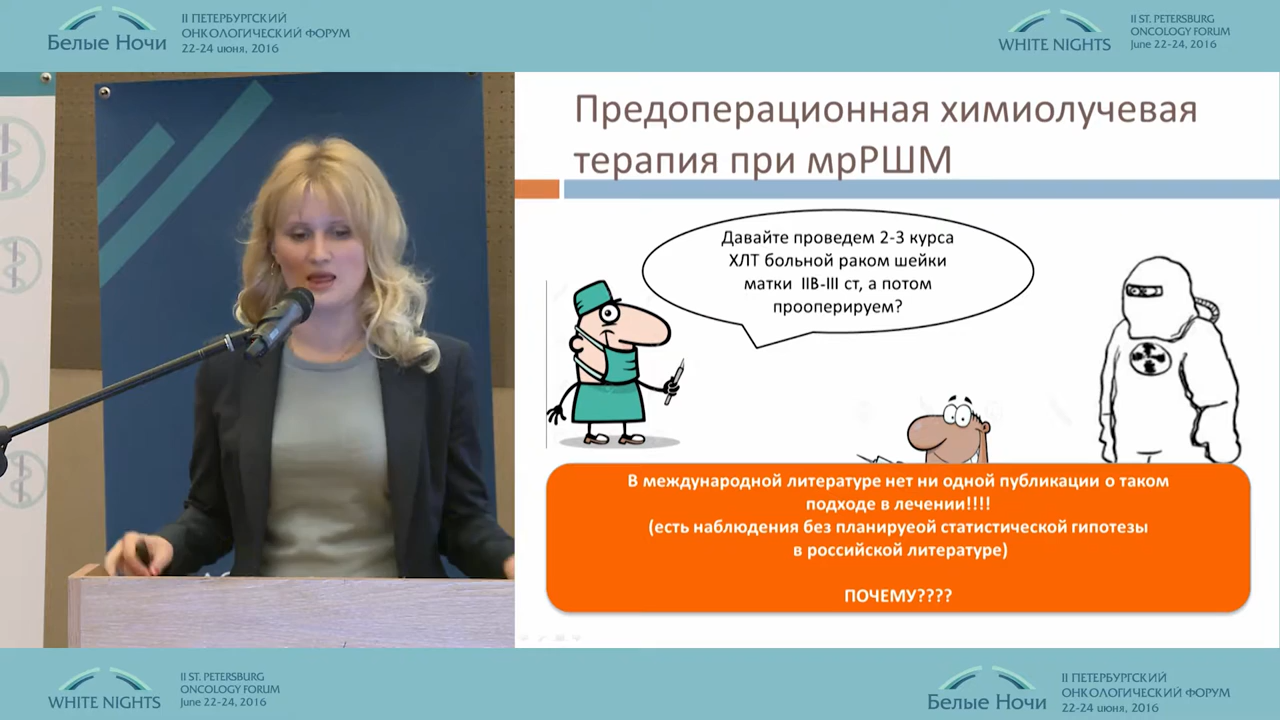 Белые Ночи
II ПЕТЕРБУРГСКИЙ
ОНКОЛОГИЧЕСКИЙ ФОРУМ
22-24 июня, 2016
WHITE NIGHTS
II ST. PETERSBURG
ONCOLOGY FORUM
June 22-24, 2016
Предоперационная химиолучевая
терапия при мрРШМ
Давайте проведем 2-3 курса
ХЛТ больной раком шейки
матки IIB-III ст, а потом
прооперируем?
В международной литературе нет ни одной публикации о таком
подходе в лечении!!!!
(есть наблюдения без планируеой статистической гипотезы
в российской литературе)
ПОЧЕМУ????
WHITE NIGHTS
II ST. PETERSBURG
ONCOLOGY FORUM
June 22-24, 2016
Белые Ночи
II ПЕТЕРБУРГСКИЙ
ОНКОЛОГИЧЕСКИЙ ФОРУМ
22-24 июня, 2016